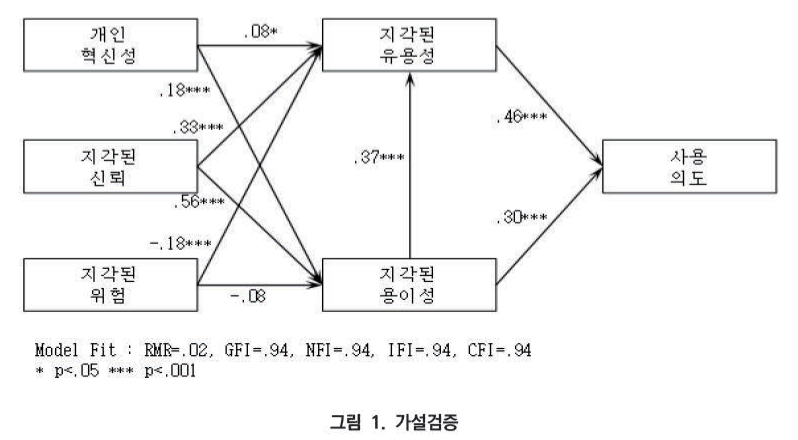 개인
혁신성
.08*
지각된
유용성
.18***
.33***
.46***
지각된
신뢰
.37***
사용
의도
.56***
.30***
-.18***
지각된
위험
-.08
지각된
용이성
Model Fit : RMR=.02, GFI=.94, NFI=.94, IFI=.94, CFI=.94
* p<.05 *** p<.001
그림 1. 가설검증